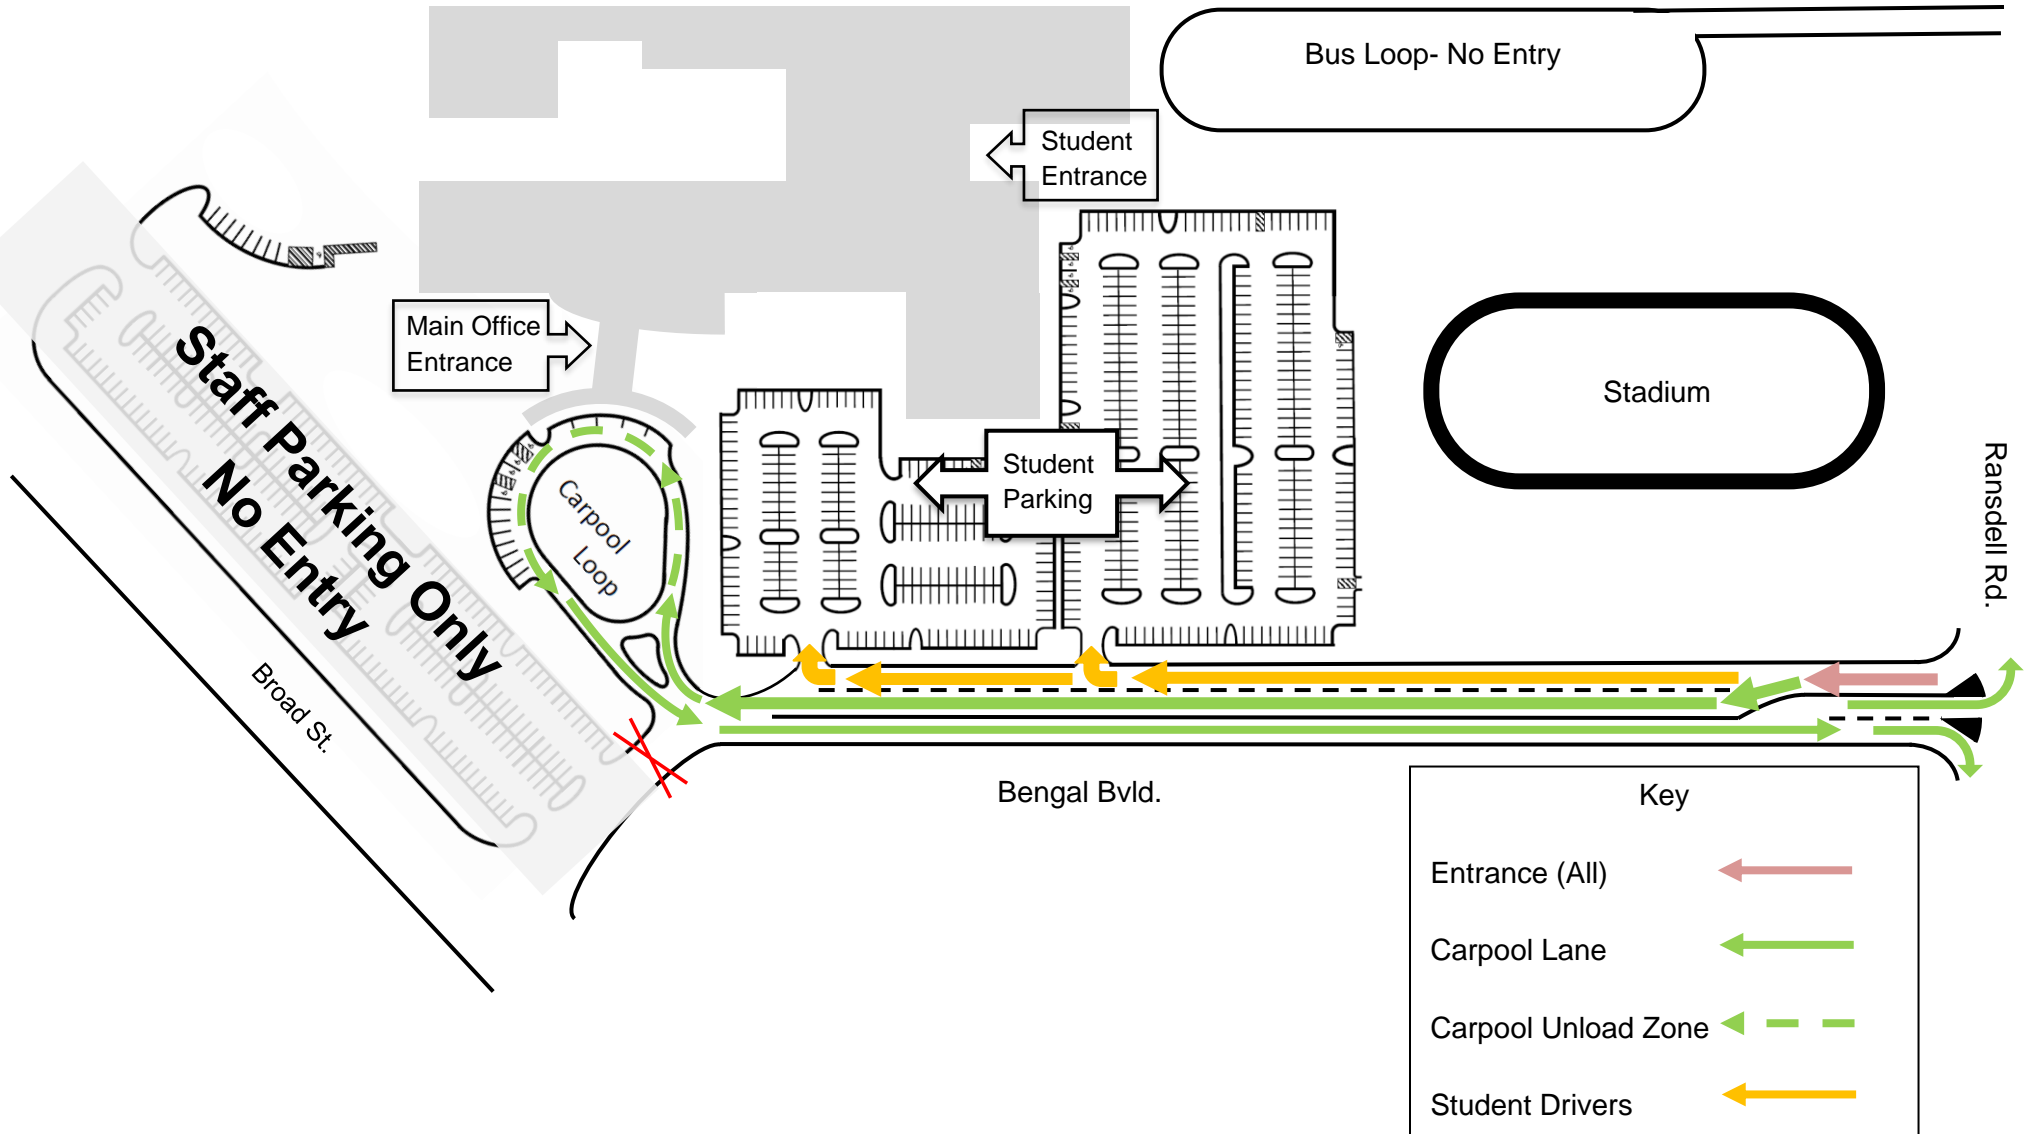 Bus Loop- No Entry
Student
Entrance
Main Office
Entrance
Staff Parking Only
No Entry
Carpool
Loop
Student
Parking
Stadium
Ransdell Rd.
Broad St.
Bengal Bvld.
Key
Entrance (All)
Carpool Lane
Carpool Unload Zone
Student Drivers